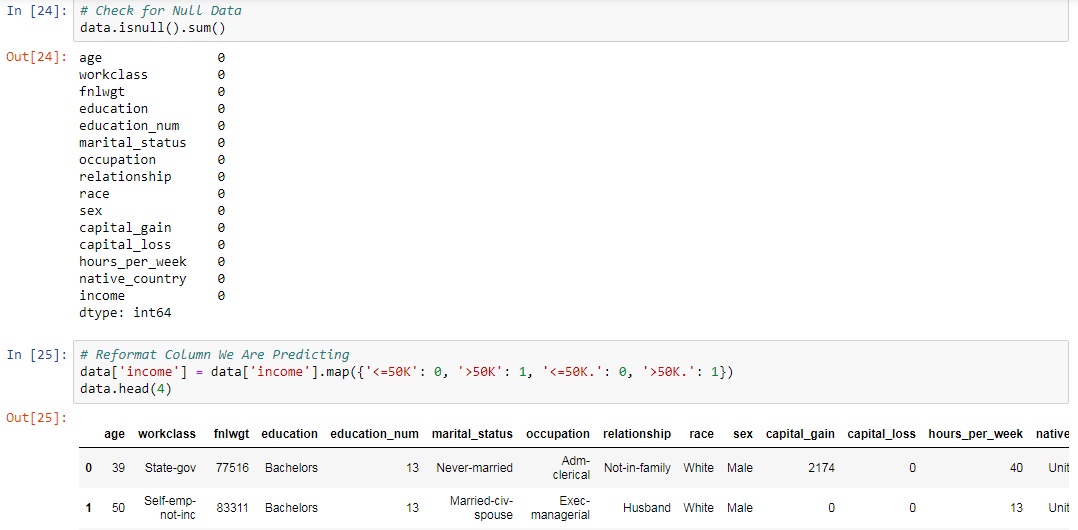 In [24]: # Check for Null Data
data.isnull().sum()
Out[24]: age 0
workclass 0
fnlwgt 0
education 0
education_num 0
marital_status 0
occupation 0
relationship 0
race 0
sex 0
capital_gain 0
capital_loss 0
hours_per_week 0
native_country 0
income 0
dtype: int64
In [25]: # Reformat Column We Are Predicting
data['income'] = data['income'].map({'<=50K': 0, '>50K': 1, '<=50K.': 0, '>50K.': 1})
data.head(4)
Out[25]:
age workclass fnlwgt education education_num marital_status occupation relationship race sex capital_gain capital_loss hours_per_week native
0 39 State-gov 77516 Bachelors 13 Never-married Adm-
clerical Not-in-family White Male 2174 0 40 Unit
1 50 Self-emp-
not-inc 83311 Bachelors 13 Married-civ-
spouse Exec-
managerial Husband White Male 0 0 13 Unit